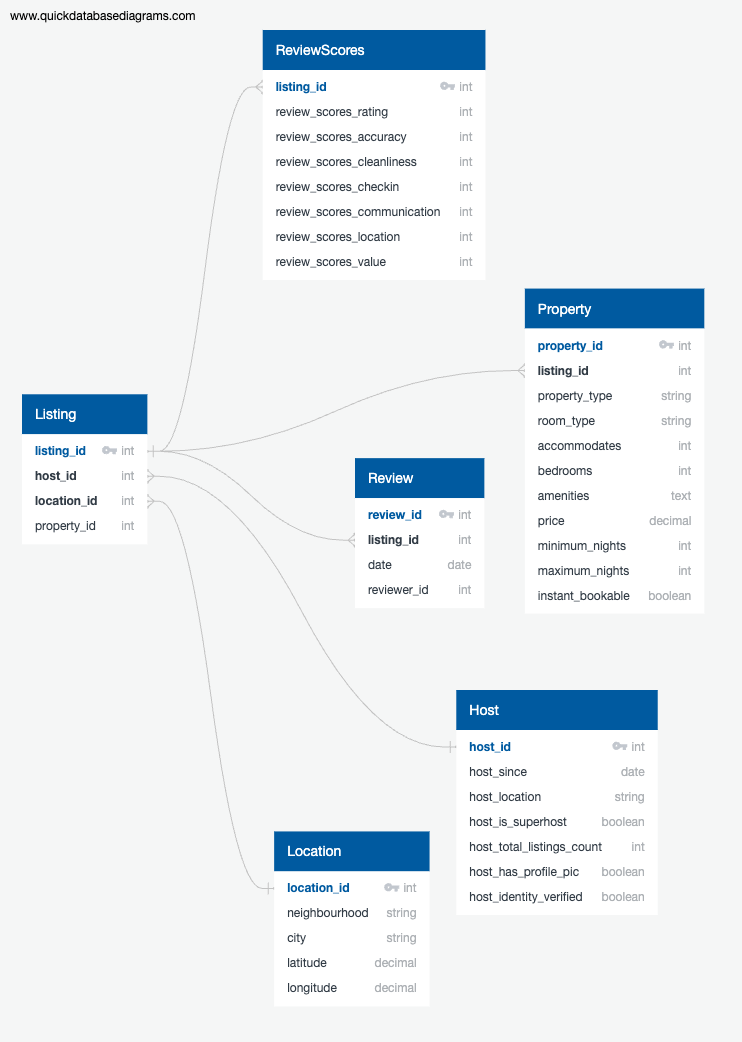 www.quickdatabasediagrams.com
ReviewScores
listing_id int
review_scores_rating int
review_scores_accuracy int
review_scores_cleanliness int
review_scores_checkin int
review_scores_communication int
review_scores_location int
review_scores_value int
Property
property_id int
listing_id int
property_type string
room_type string
accommodates int
bedrooms int
amenities text
price decimal
minimum_nights int
maximum_nights int
instant_bookable boolean
Listing
listing_id int
host_id int
location_id int
property_id int
Review
review_id int
listing_id int
date date
reviewer_id int
Host
host_id int
host_since date
host_location string
host_is_superhost boolean
host_total_listings_count int
host_has_profile_pic boolean
host_identity_verified boolean
Location
location_id int
neighbourhood string
city string
latitude decimal
longitude decimal